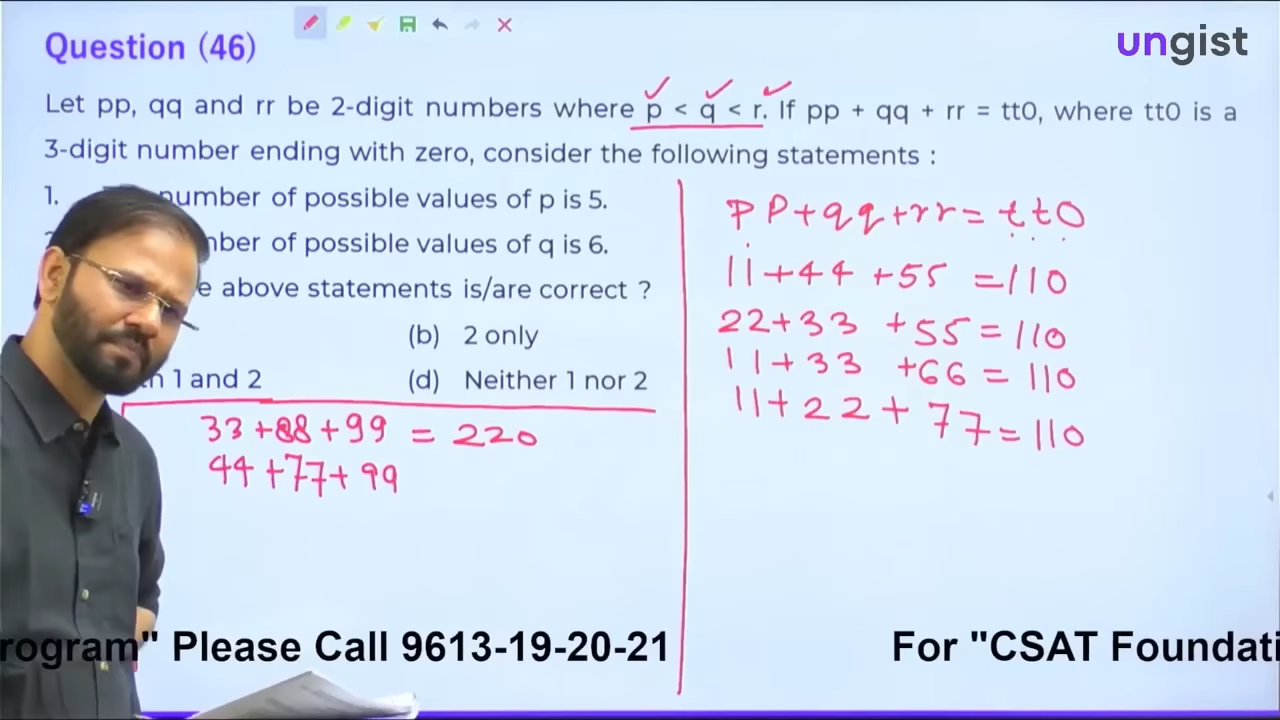 Question (46)
ungist
Let pp, qq and rr be 2-digit numbers where p < q < r. If pp + qq + rr = tt0, where tt0 is a
3-digit number ending with zero, consider the following statements :
1. number of possible values of p is 5.
of possible values of q is 6.
above statements is/are correct ?
(b) 2 only
1 and 2
(d) Neither 1 nor 2
PP+qq+rr= tt0
11+44+55 =110
22+33 +55=110
11+33 +66 = 110
11+22+77=110
33+88+99 = 220
44+77+99
Please Call 9613-19-20-21
For "CSAT